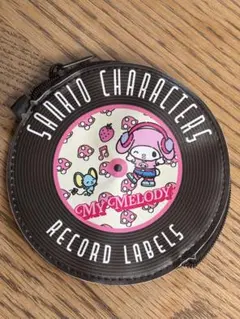 SANRIO CHARACTERS
MY MELODY
RECORD LABELS